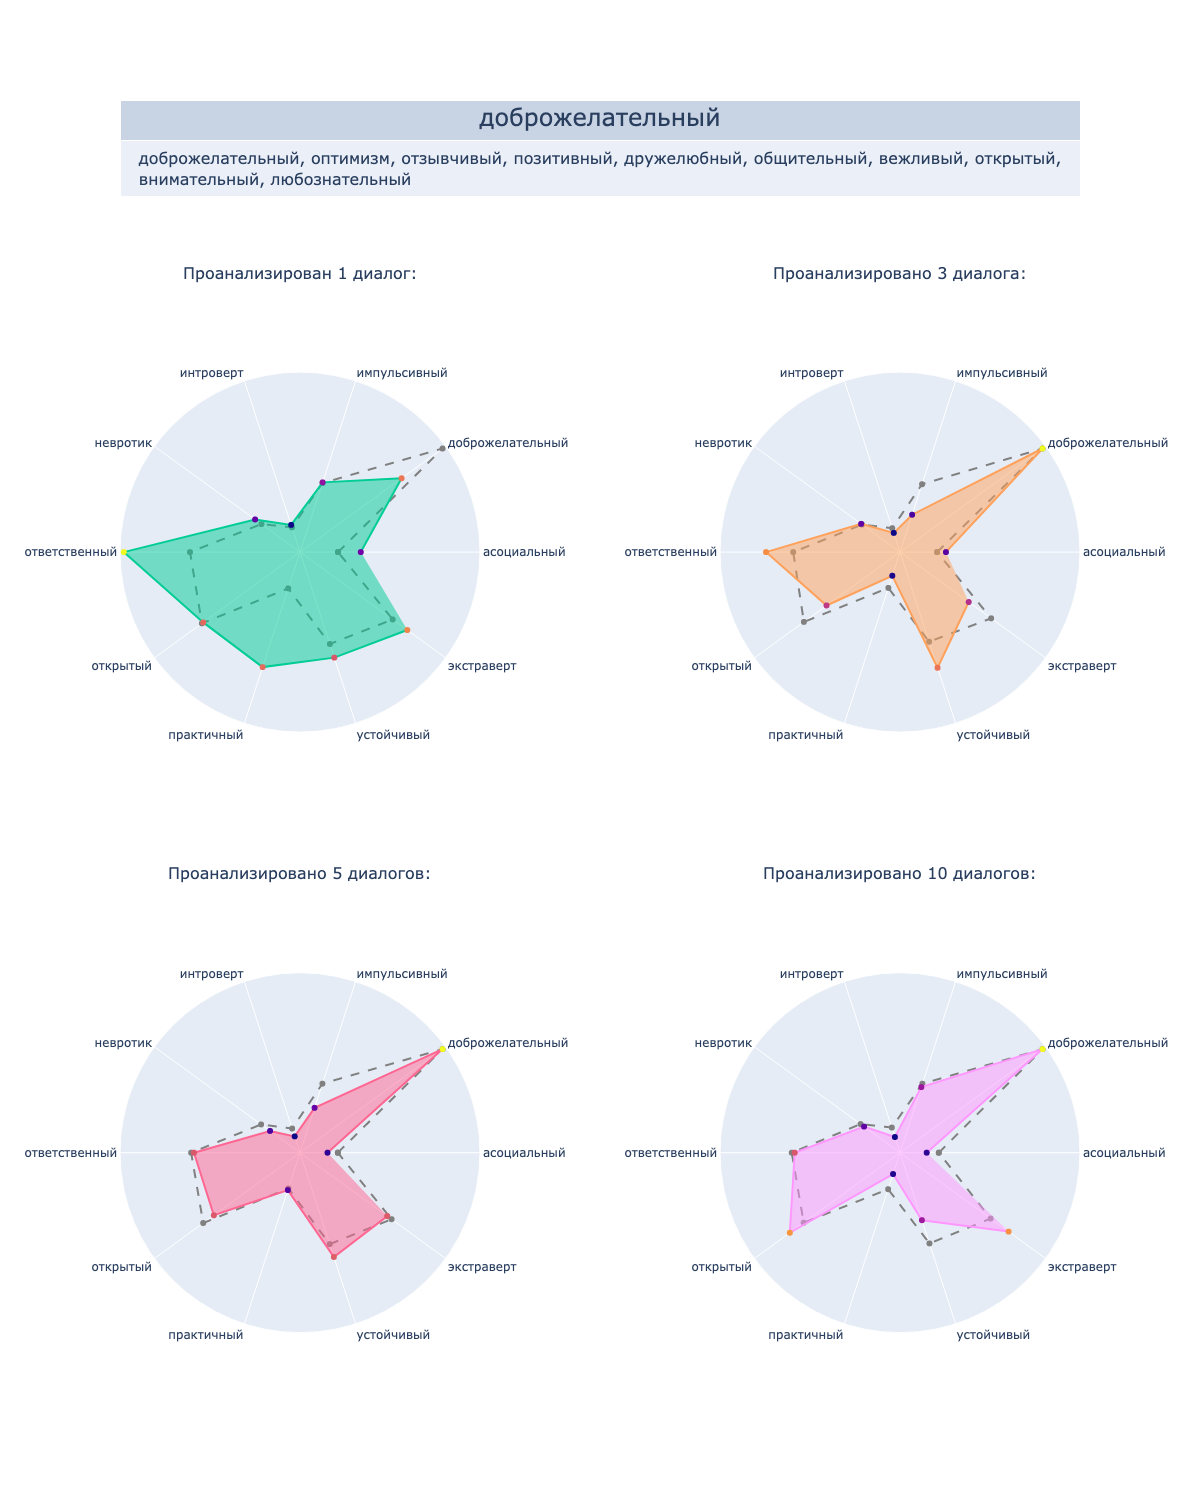 доброжелательный
доброжелательный, оптимизм, отзывчивый, позитивный, дружелюбный, общительный, вежливый, открытый,
внимательный, любознательный
Проанализирован 1 диалог:
интроверт
импульсивный
невротик
доброжелательный
ответственный
асоциальный
открытый
экстраверт
практичный
устойчивый
Проанализировано 3 диалога:
интроверт
импульсивный
невротик
доброжелательный
ответственный
асоциальный
открытый
экстраверт
практичный
устойчивый
Проанализировано 5 диалогов:
интроверт
импульсивный
невротик
доброжелательный
ответственный
асоциальный
открытый
экстраверт
практичный
устойчивый
Проанализировано 10 диалогов:
интроверт
импульсивный
невротик
доброжелательный
ответственный
асоциальный
открытый
экстраверт
практичный
устойчивый